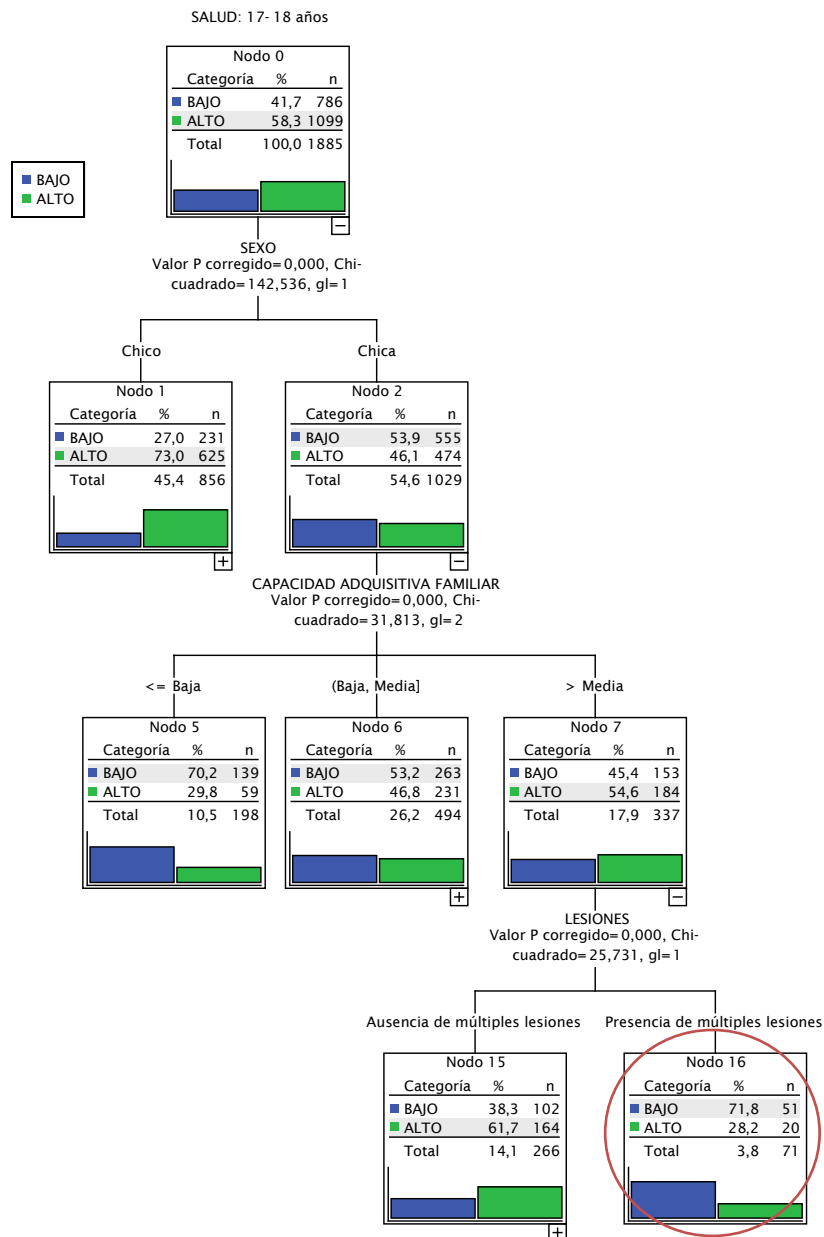 SALUD: 17- 18 años
Nodo 0
Categoría % n
BAJO 41,7 786
ALTO 58,3 1099
Total 100,0 1885
BAJO
ALTO
SEXO
Valor P corregido=0,000, Chi-
cuadrado=142,536, gl=1
Chico
Chica
Nodo 1
Categoría % n
BAJO 27,0 231
ALTO 73,0 625
Total 45,4 856
Nodo 2
Categoría % n
BAJO 53,9 555
ALTO 46,1 474
Total 54,6 1029
CAPACIDAD ADQUISITIVA FAMILIAR
Valor P corregido=0,000, Chi-
cuadrado=31,813, gl=2
<= Baja
(Baja, Media]
> Media
Nodo 5
Categoría % n
BAJO 70,2 139
ALTO 29,8 59
Total 10,5 198
Nodo 6
Categoría % n
BAJO 53,2 263
ALTO 46,8 231
Total 26,2 494
Nodo 7
Categoría % n
BAJO 45,4 153
ALTO 54,6 184
Total 17,9 337
LESIONES
Valor P corregido=0,000, Chi-
cuadrado=25,731, gl=1
Ausencia de múltiples lesiones
Presencia de múltiples lesiones
Nodo 15
Categoría % n
BAJO 38,3 102
ALTO 61,7 164
Total 14,1 266
Nodo 16
Categoría % n
BAJO 71,8 51
ALTO 28,2 20
Total 3,8 71